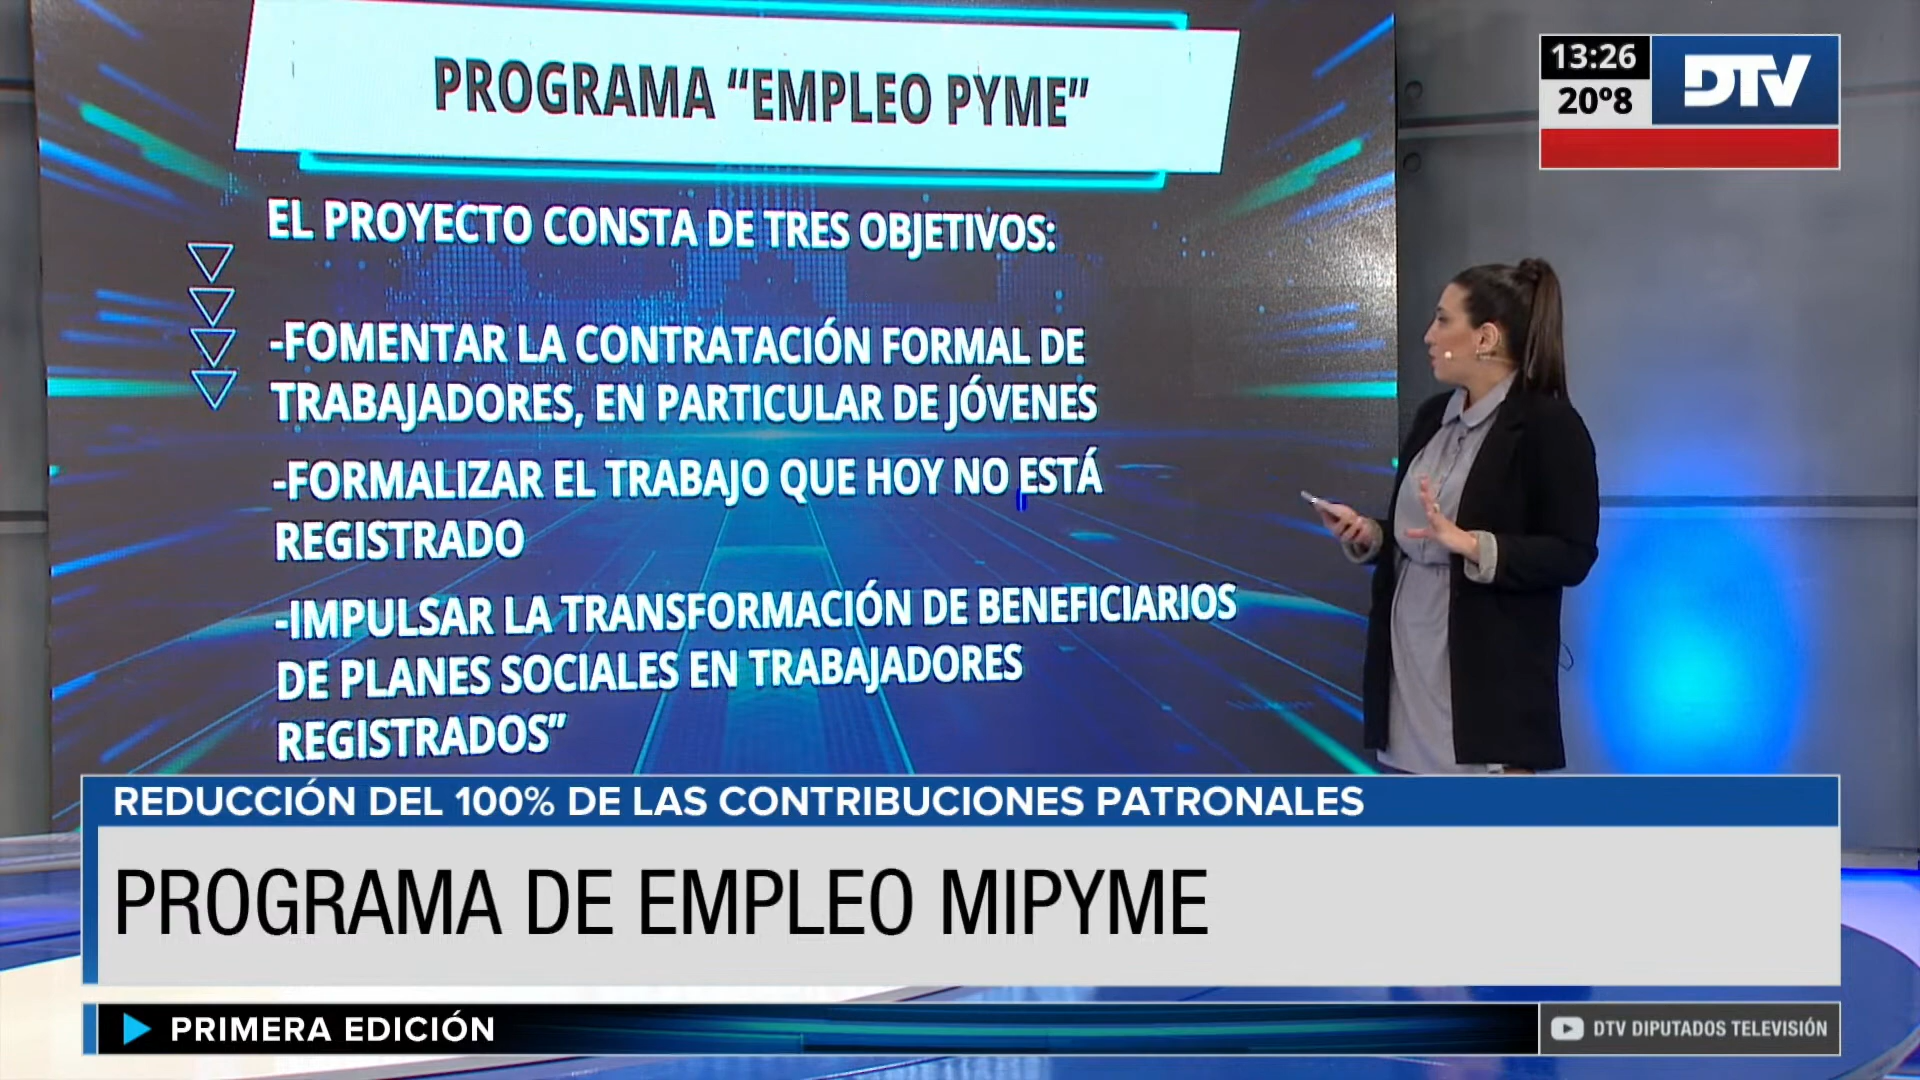 PROGRAMA “EMPLEO PYME”
EL PROYECTO CONSTA DE TRES OBJETIVOS:
-FOMENTAR LA CONTRATACIÓN FORMAL DE
TRABAJADORES, EN PARTICULAR DE JÓVENES
-FORMALIZAR EL TRABAJO QUE HOY NO ESTÁ
REGISTRADO
-IMPULSAR LA TRANSFORMACIÓN DE BENEFICIARIOS
DE PLANES SOCIALES EN TRABAJADORES
REGISTRADOS”
13:26
20º8
DTV
REDUCCIÓN DEL 100% DE LAS CONTRIBUCIONES PATRONALES
PROGRAMA DE EMPLEO MIPYME
PRIMERA EDICIÓN
DTV DIPUTADOS TELEVISIÓN